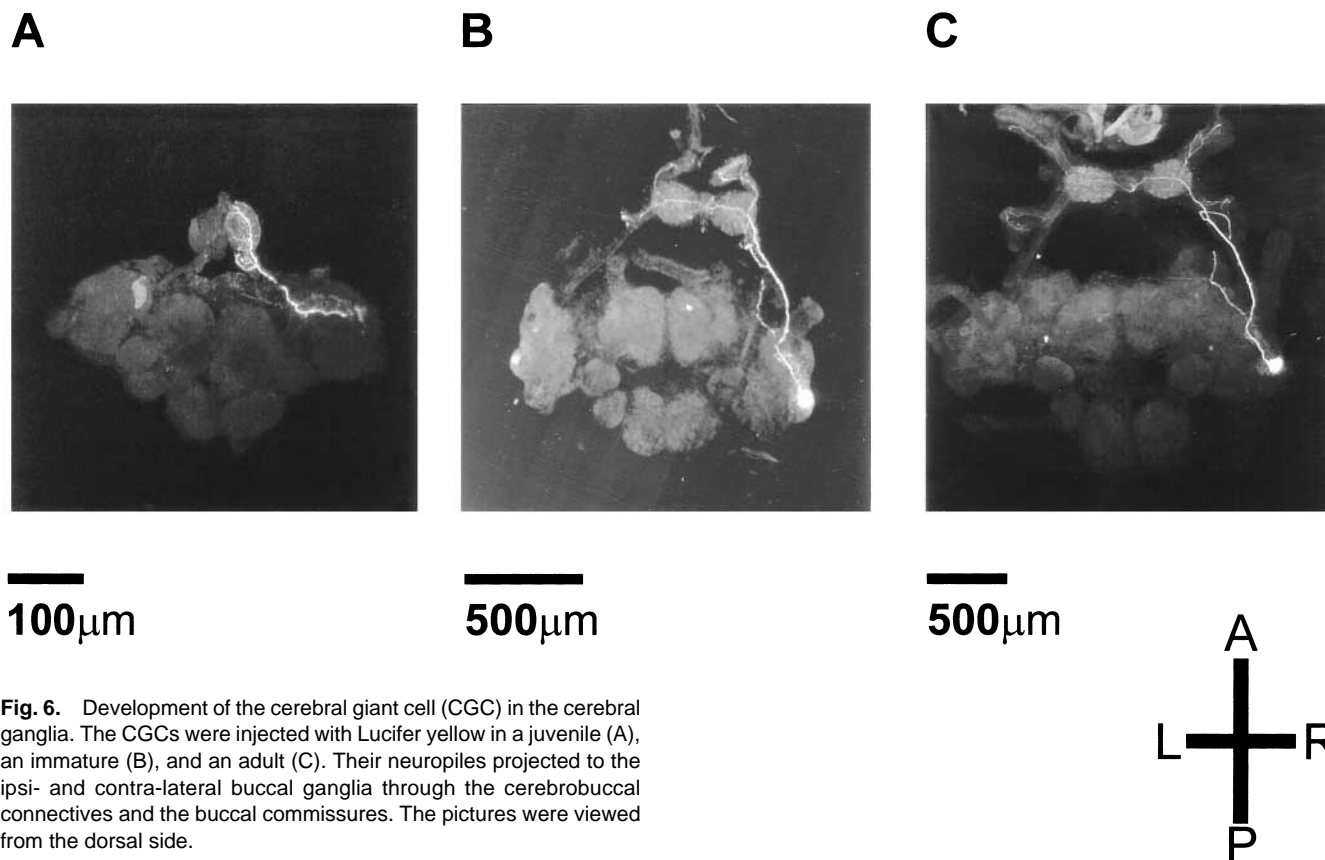 A B C
100μm 500μm 500μm
A
L R
P
Fig. 6. Development of the cerebral giant cell (CGC) in the cerebral
ganglia. The CGCs were injected with Lucifer yellow in a juvenile (A),
an immature (B), and an adult (C). Their neuropiles projected to the
ipsi- and contra-lateral buccal ganglia through the cerebrobuccal
connectives and the buccal commissures. The pictures were viewed
from the dorsal side.